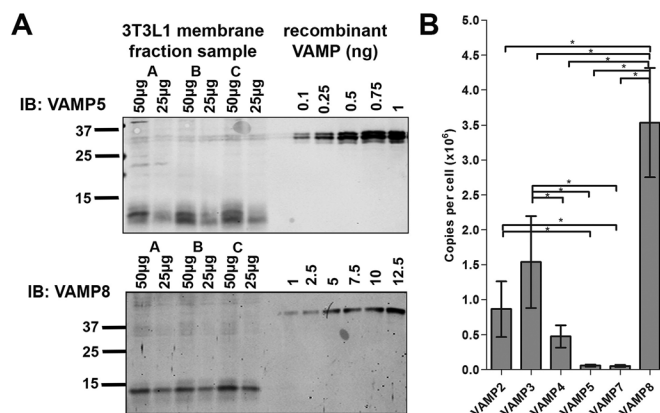 A
3T3L1 membrane
fraction sample
recombinant
VAMP (ng)
A B C
IB: VAMP5
50µg 25µg 50µg 25µg 50µg 25µg
0.1 0.25 0.5 0.75 1
37
25
15
A B C
IB: VAMP8
50µg 25µg 50µg 25µg 50µg 25µg
1 2.5 5 7.5 10 12.5
37
25
15
B
Copies per cell (x10⁶)
5.0
4.5
4.0
3.5
3.0
2.5
2.0
1.5
1.0
0.5
0.0
* * * * *
* * *
* *
VAMP2 VAMP3 VAMP4 VAMP5 VAMP7 VAMP8